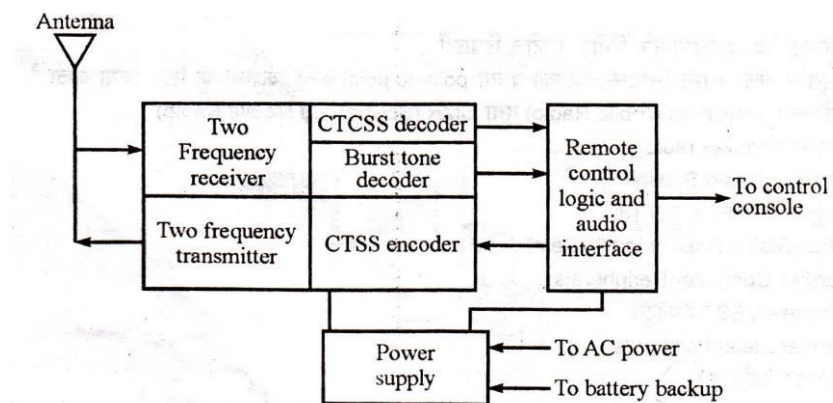 Antenna
Two
Frequency
receiver
CTCSS decoder
Burst tone
decoder
Two frequency
transmitter
CTSS encoder
Remote
control
logic and
audio
interface
To control
console
Power
supply
To AC power
To battery backup